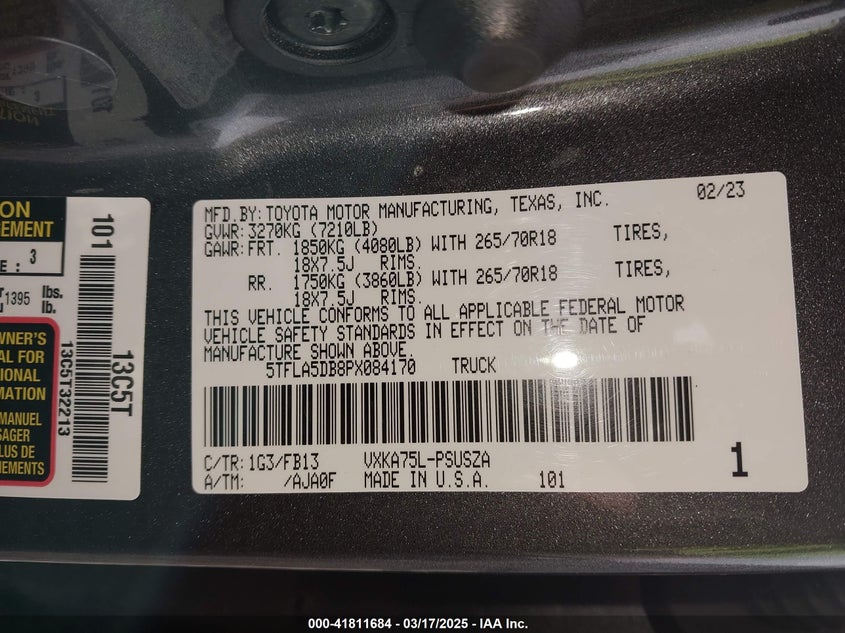 MFD.BY: TOYOTA MOTOR MANUFACTURING, TEXAS, INC. 02/23
GVWR: 3270KG (7210LB)
GAWR: FRT. 1850KG (4080LB) WITH 265/70R18 TIRES,
18X7.5J RIMS.
RR. 1750KG (3860LB) WITH 265/70R18 TIRES,
18X7.5J RIMS.
THIS VEHICLE CONFORMS TO ALL APPLICABLE FEDERAL MOTOR
VEHICLE SAFETY STANDARDS IN EFFECT ON THE DATE OF
MANUFACTURE SHOWN ABOVE.
5TFLA5DB8PX084170 TRUCK
C/TR: 1G3/FB13 VXKA75L-PSUSZA
A/TM: /AJA0F MADE IN U.S.A. 101
1
ON
EMENT
E : 3
1395 lbs.
lb.
OWNER'S
AL FOR
IONAL
MATION
MANUEL
SAGER
LUS DE
NEMENTS
101
13C5T
13C5T32213
000-41811684 - 03/17/2025 - IAA Inc.